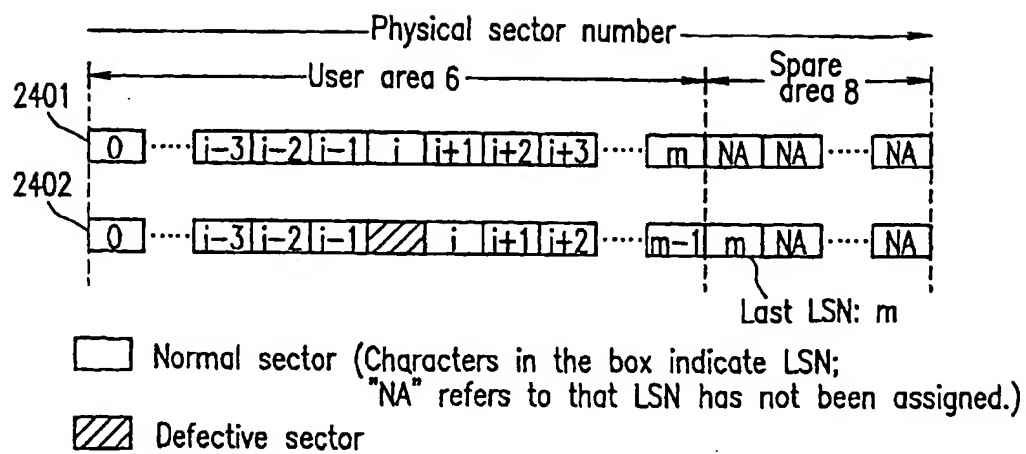 Physical sector number
User area 6
Spare area 8
2401
0 ····· i-3 i-2 i-1 i i+1 i+2 i+3 ····· m NA NA ····· NA
2402
0 ····· i-3 i-2 i-1 i i+1 i+2 ····· m-1 m NA ····· NA
Last LSN: m
Normal sector (Characters in the box indicate LSN;
"NA" refers to that LSN has not been assigned.)
Defective sector